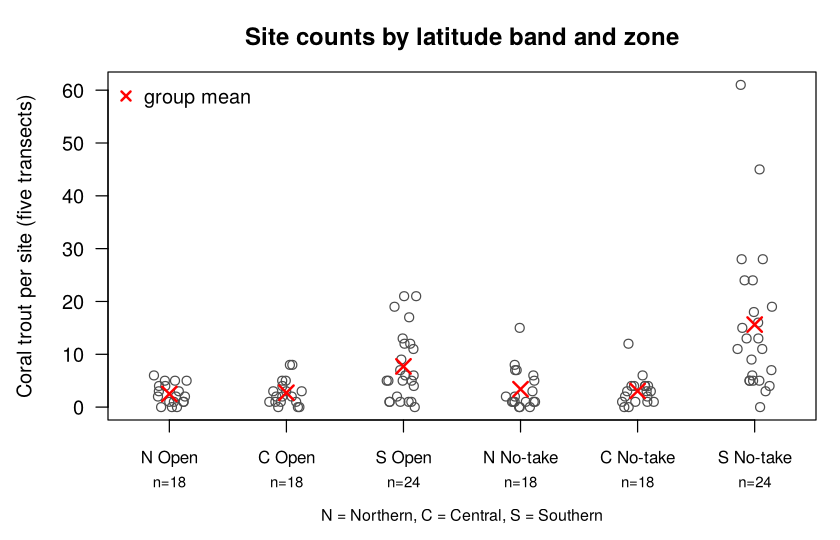 Site counts by latitude band and zone
Coral trout per site (five transects)
60
50
40
30
20
10
0
group mean
N Open
C Open
S Open
N No-take
C No-take
S No-take
n=18
n=18
n=24
n=18
n=18
n=24
N = Northern, C = Central, S = Southern